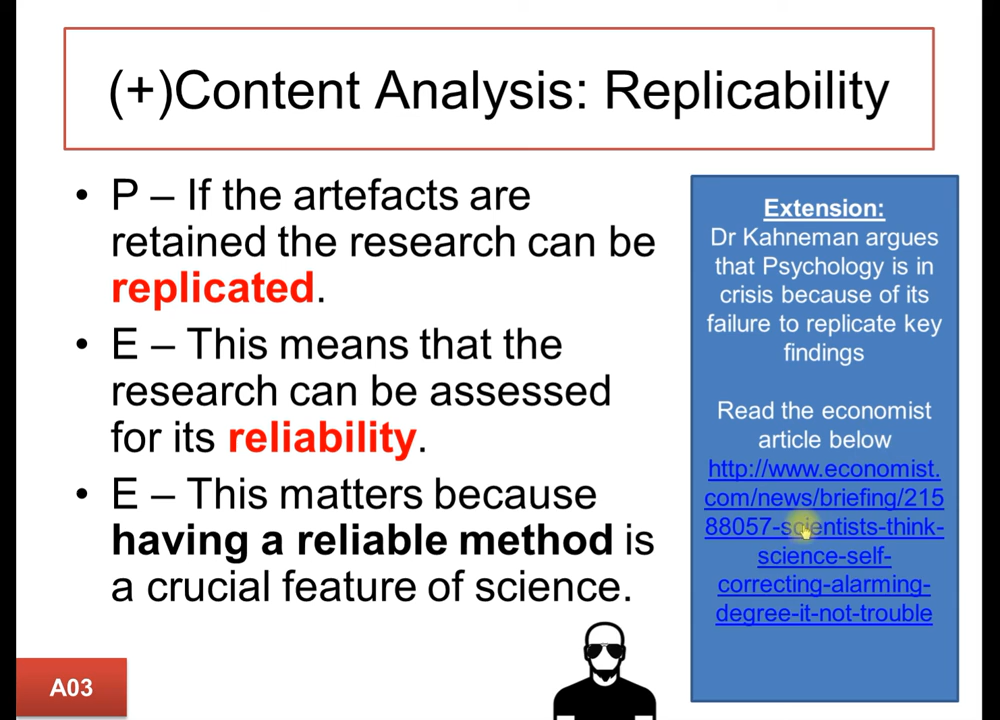 (+)Content Analysis: Replicability
• P – If the artefacts are
retained the research can be
replicated.
• E – This means that the
research can be assessed
for its reliability.
• E – This matters because
having a reliable method is
a crucial feature of science.
Extension:
Dr Kahneman argues
that Psychology is in
crisis because of its
failure to replicate key
findings
Read the economist
article below
http://www.economist.
com/news/briefing/215
88057-scientists-think-
science-self-
correcting-alarming-
degree-it-not-trouble
A03